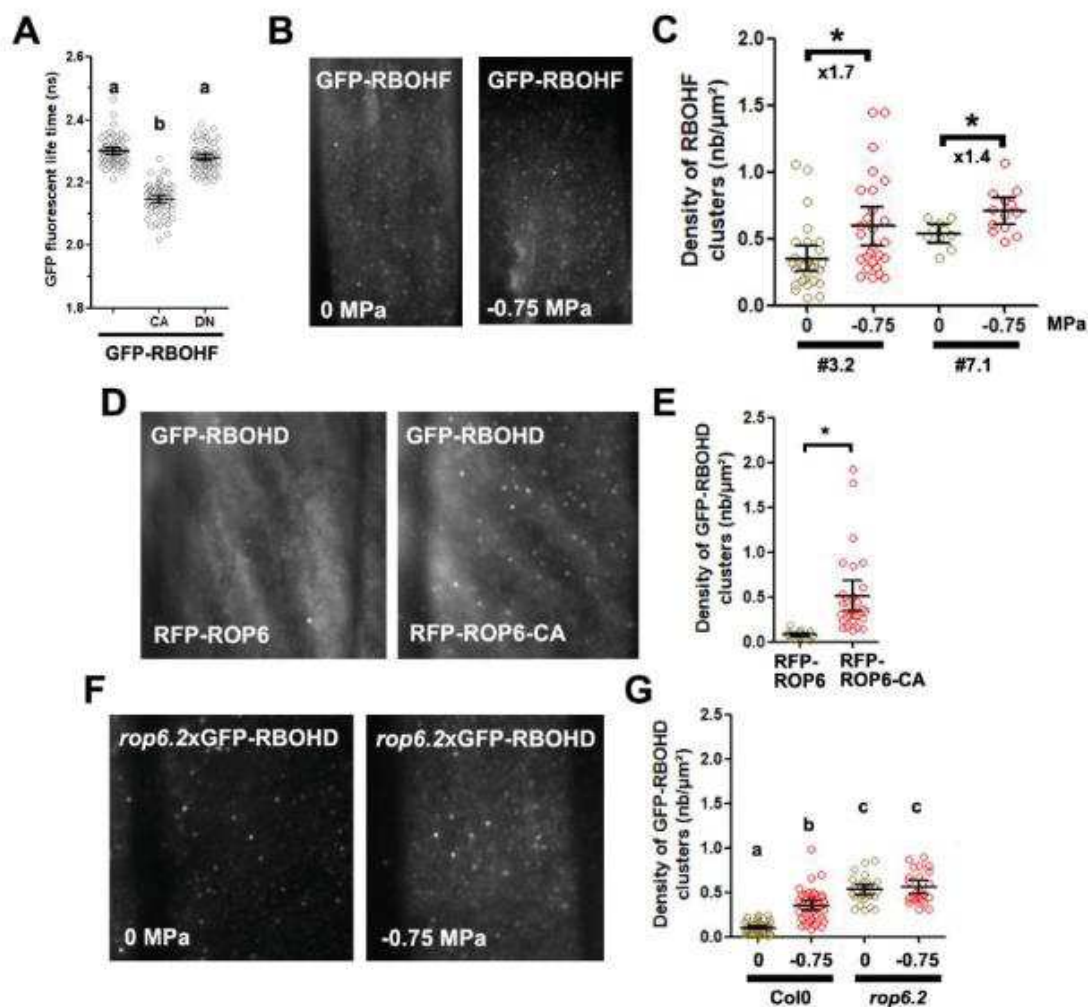 A
GFP fluorescent life time (ns)
2.6
2.4
2.2
2.0
1.8
a
b
a
CA
DN
GFP-RBOHF
B
GFP-RBOHF
0 MPa
GFP-RBOHF
-0.75 MPa
C
Density of RBOHF
clusters (nb/µm²)
2.0
1.5
1.0
0.5
0.0
*
x1.7
*
x1.4
0
-0.75
0
-0.75
MPa
#3.2
#7.1
D
GFP-RBOHD
RFP-ROP6
GFP-RBOHD
RFP-ROP6-CA
E
Density of GFP-RBOHD
clusters (nb/µm²)
2.5
2.0
1.5
1.0
0.5
0.0
*
RFP-
ROP6
RFP-
ROP6-CA
F
rop6.2xGFP-RBOHD
0 MPa
rop6.2xGFP-RBOHD
-0.75 MPa
G
Density of GFP-RBOHD
clusters (nb/µm²)
2.5
2.0
1.5
1.0
0.5
0.0
a
b
c
c
0
-0.75
0
-0.75
Col0
rop6.2